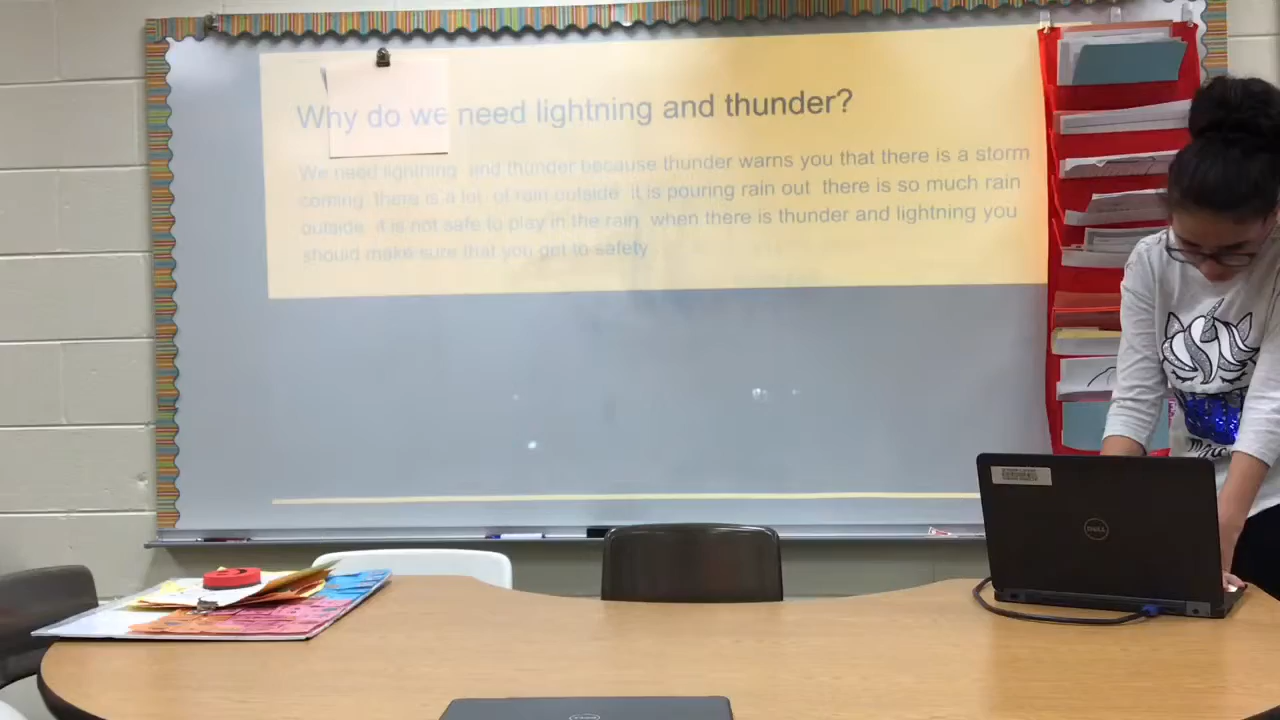 Why do we need lightning and thunder?
We need lightning and thunder because thunder warns you that there is a storm
coming there is a lot of rain outside it is pouring rain out there is so much rain
outside it is not safe to play in the rain when there is thunder and lightning you
should make sure that you get to safety
DELL